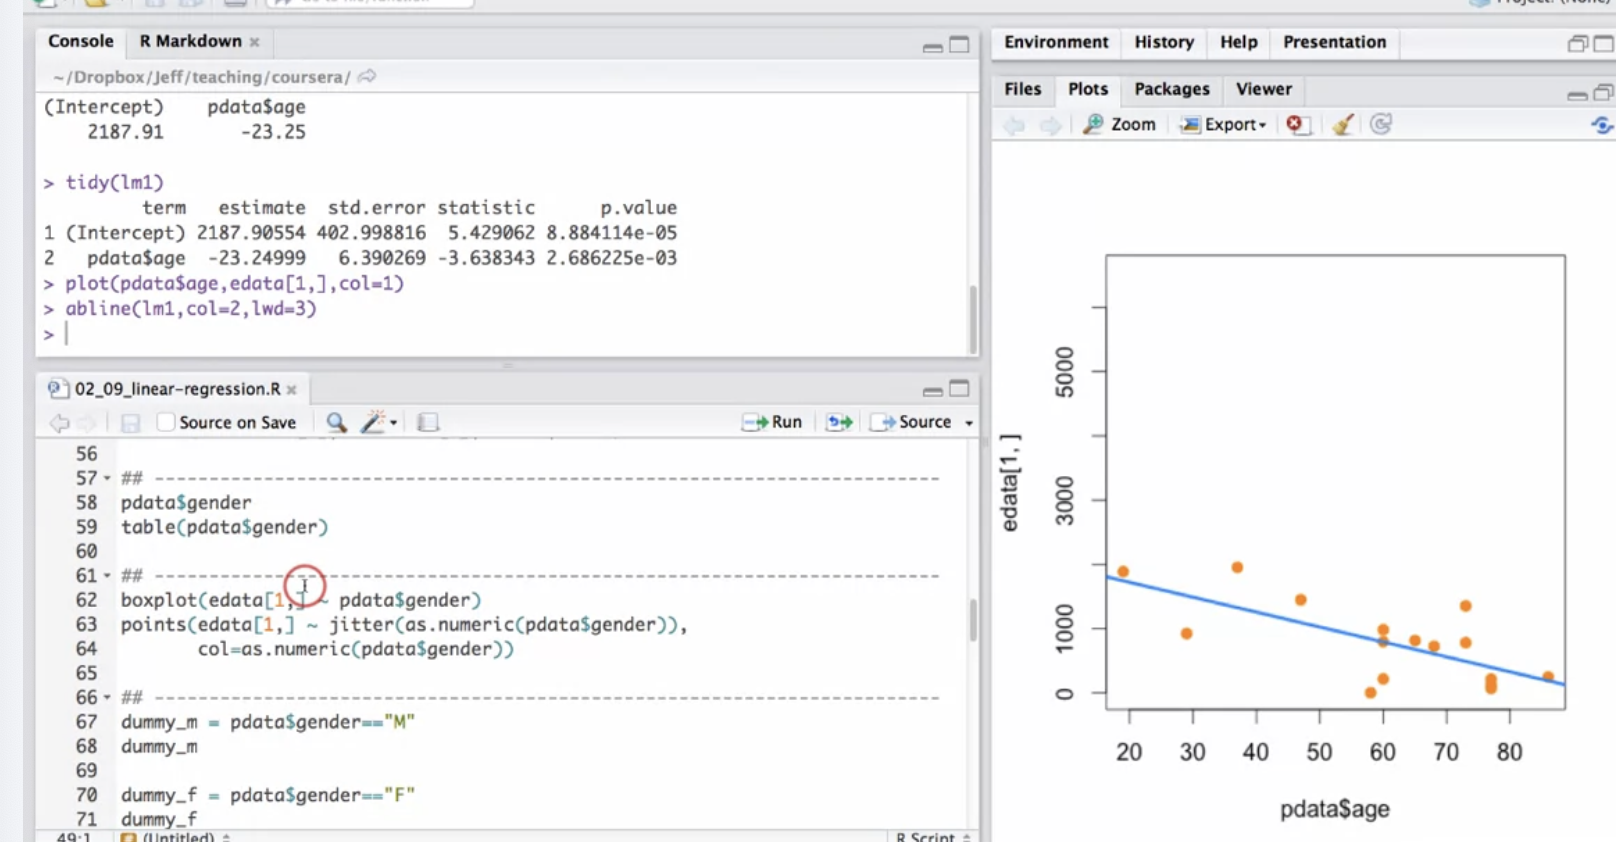 Go to file/function
Project: (None)
Console R Markdown
~/Dropbox/Jeff/teaching/coursera/
(Intercept) pdata$age
2187.91 -23.25
> tidy(lm1)
term estimate std.error statistic p.value
1 (Intercept) 2187.90554 402.998816 5.429062 8.884114e-05
2 pdata$age -23.24999 6.390269 -3.638343 2.686225e-03
> plot(pdata$age,edata[1,],col=1)
> abline(lm1,col=2,lwd=3)
>
02_09_linear-regression.R
Source on Save Run Source
56
57 ## ------------------------------------------------------------------------
58 pdata$gender
59 table(pdata$gender)
60
61 ## ------------------------------------------------------------------------
62 boxplot(edata[1,] ~ pdata$gender)
63 points(edata[1,] ~ jitter(as.numeric(pdata$gender)),
64 col=as.numeric(pdata$gender))
65
66 ## ------------------------------------------------------------------------
67 dummy_m = pdata$gender=="M"
68 dummy_m
69
70 dummy_f = pdata$gender=="F"
71 dummy_f
49:1 (Untitled) R Script
Environment History Help Presentation
Files Plots Packages Viewer
Zoom Export
edata[1, ]
5000
3000
1000
0
20 30 40 50 60 70 80
pdata$age